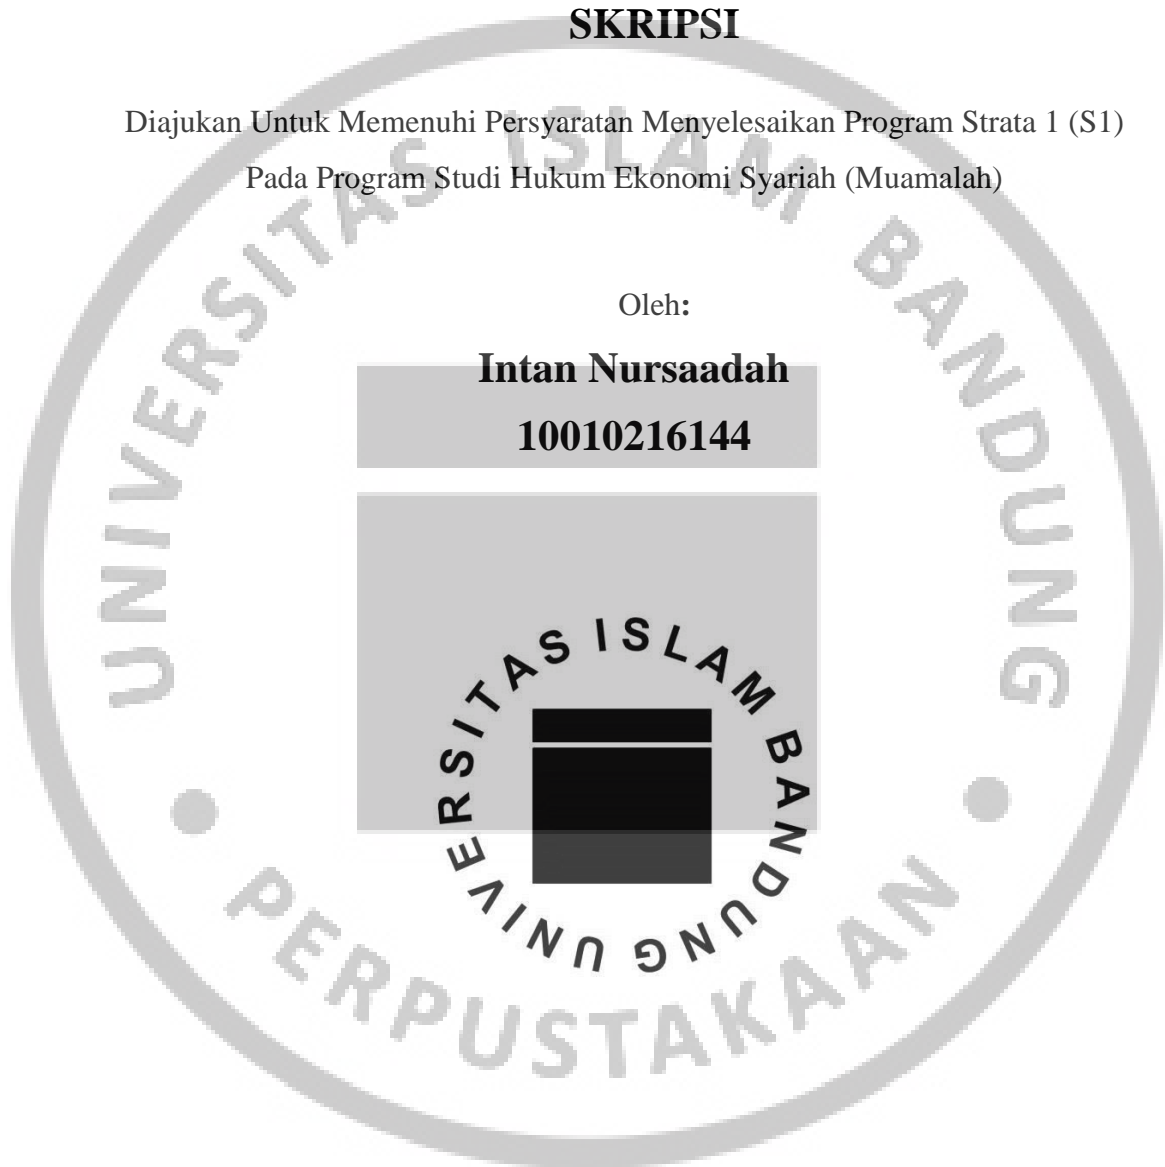 SKRIPSI
Diajukan Untuk Memenuhi Persyaratan Menyelesaikan Program Strata 1 (S1)
Pada Program Studi Hukum Ekonomi Syariah (Muamalah)
Oleh:
Intan Nursaadah
10010216144
UNIVERSITAS ISLAM BANDUNG
UNIVERSITAS ISLAM BANDUNG
PERPUSTAKAAN